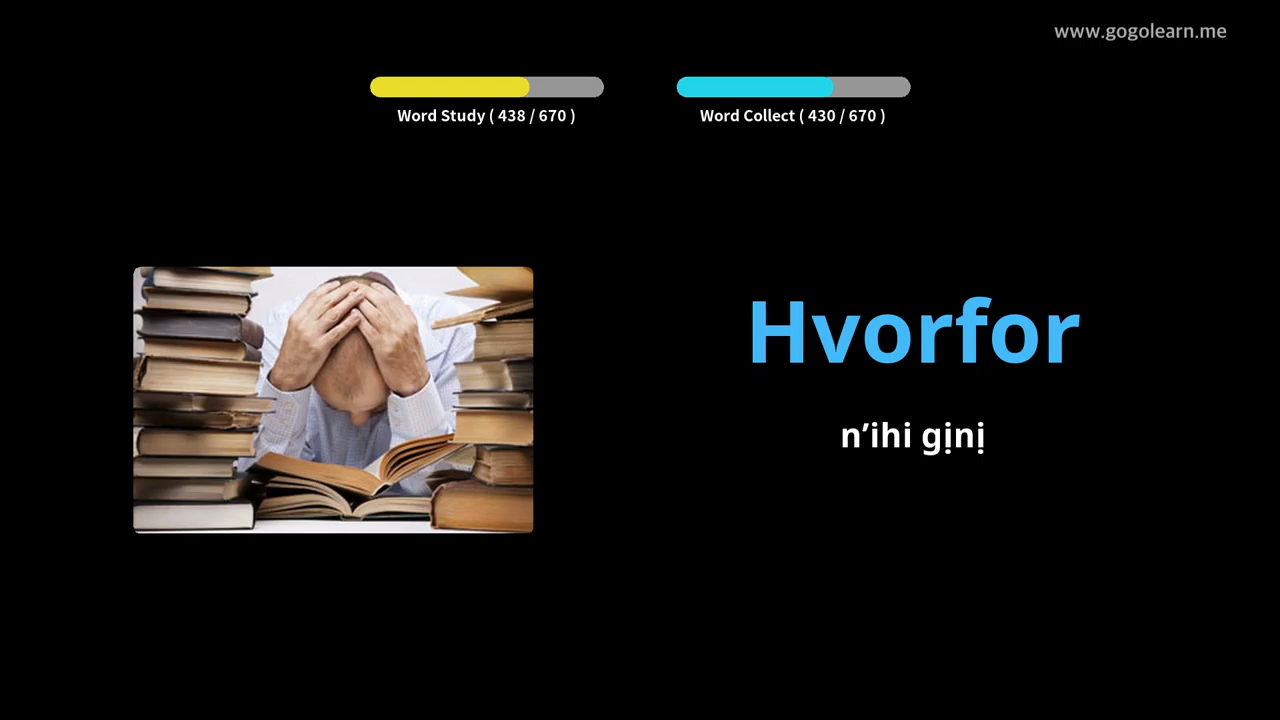 www.gogolearn.me
Word Study ( 438 / 670 )
Word Collect ( 430 / 670 )
Hvorfor
n’ihi gịnị